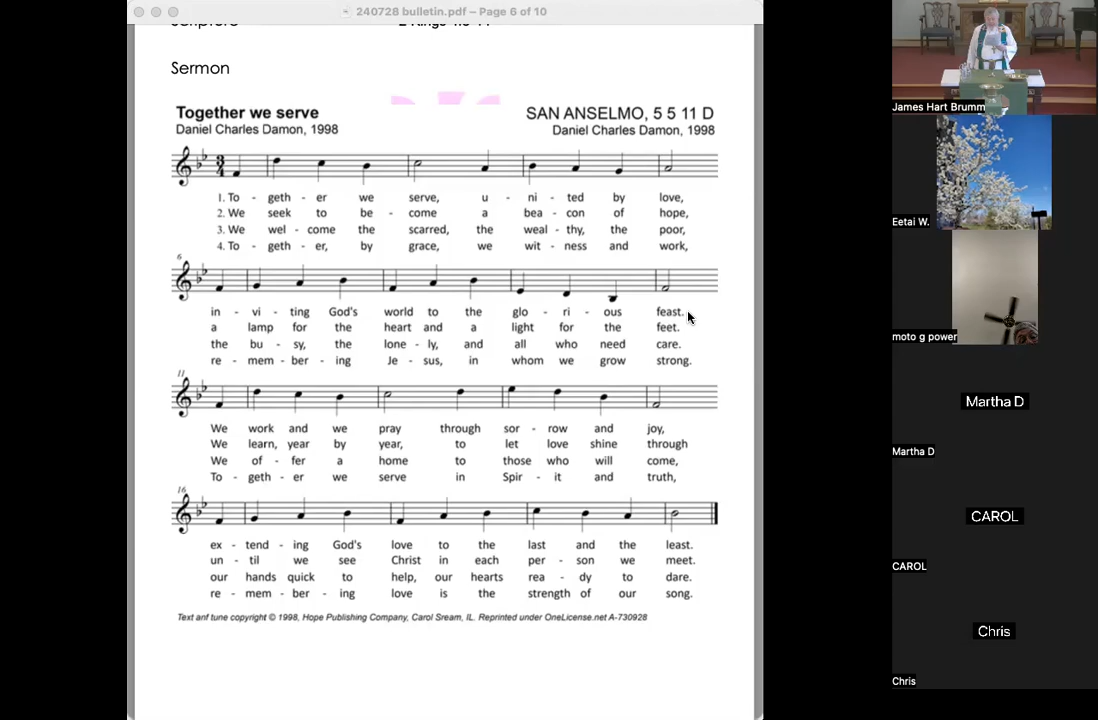 240728 bulletin.pdf – Page 6 of 10
Sermon
Together we serve
SAN ANSELMO, 5 5 11 D
Daniel Charles Damon, 1998
Daniel Charles Damon, 1998
3
4
1. To - geth - er we serve, u - ni - ted by love,
2. We seek to be - come a bea - con of hope,
3. We wel - come the scarred, the weal - thy, the poor,
4. To - geth - er, by grace, we wit - ness and work,
6
in - vi - ting God's world to the glo - ri - ous feast.
a lamp for the heart and a light for the feet.
the bu - sy, the lone - ly, and all who need care.
re - mem - ber - ing Je - sus, in whom we grow strong.
11
We work and we pray through sor - row and joy,
We learn, year by year, to let love shine through
We of - fer a home to those who will come,
To - geth - er we serve in Spir - it and truth,
16
ex - tend - ing God's love to the last and the least.
un - til we see Christ in each per - son we meet.
our hands quick to help, our hearts rea - dy to dare.
re - mem - ber - ing love is the strength of our song.
Text anf tune copyright © 1998, Hope Publishing Company, Carol Sream, IL. Reprinted under OneLicense.net A-730928
James Hart Brumm
Eetai W.
moto g power
Martha D
Martha D
CAROL
CAROL
Chris
Chris